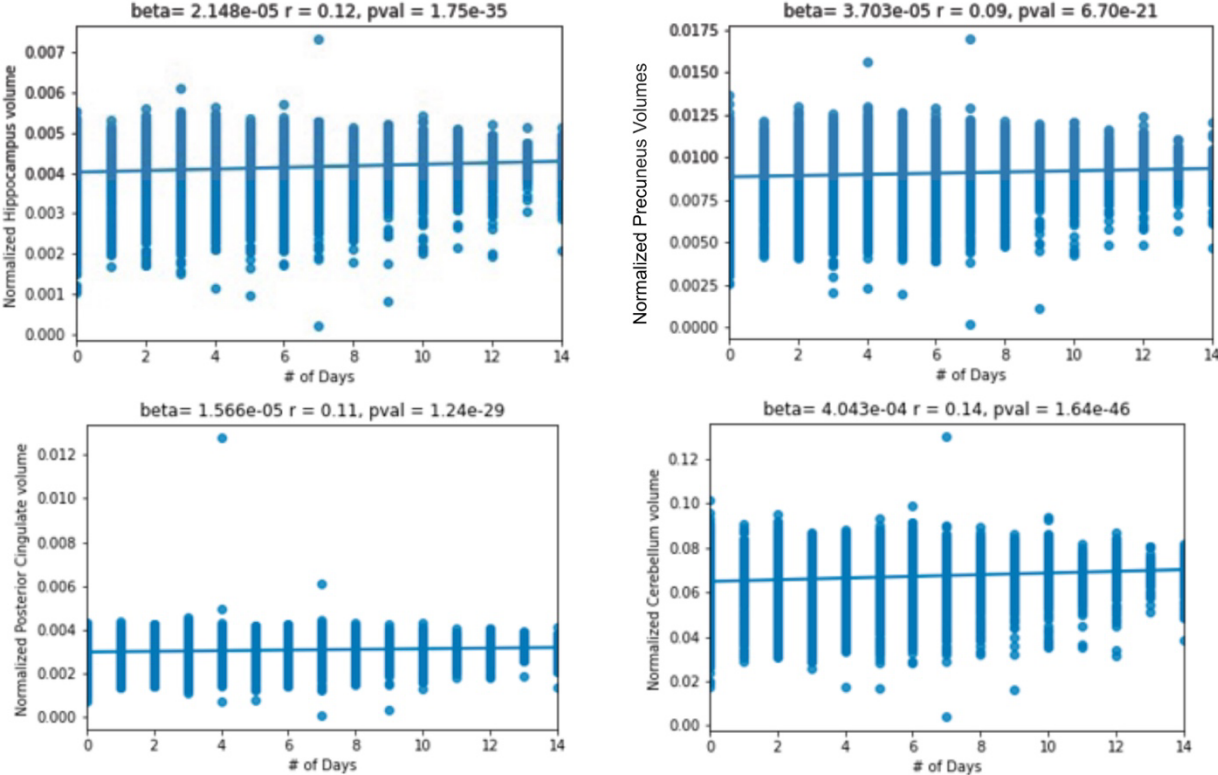 beta= 2.148e-05 r = 0.12, pval = 1.75e-35
Normalized Hippocampus volume
0.007
0.006
0.005
0.004
0.003
0.002
0.001
0.000
0 2 4 6 8 10 12 14
# of Days
beta= 3.703e-05 r = 0.09, pval = 6.70e-21
Normalized Precuneus Volumes
0.0175
0.0150
0.0125
0.0100
0.0075
0.0050
0.0025
0.0000
0 2 4 6 8 10 12 14
# of Days
beta= 1.566e-05 r = 0.11, pval = 1.24e-29
Normalized Posterior Cingulate volume
0.012
0.010
0.008
0.006
0.004
0.002
0.000
0 2 4 6 8 10 12 14
# of Days
beta= 4.043e-04 r = 0.14, pval = 1.64e-46
Normalized Cerebellum volume
0.12
0.10
0.08
0.06
0.04
0.02
0.00
0 2 4 6 8 10 12 14
# of Days